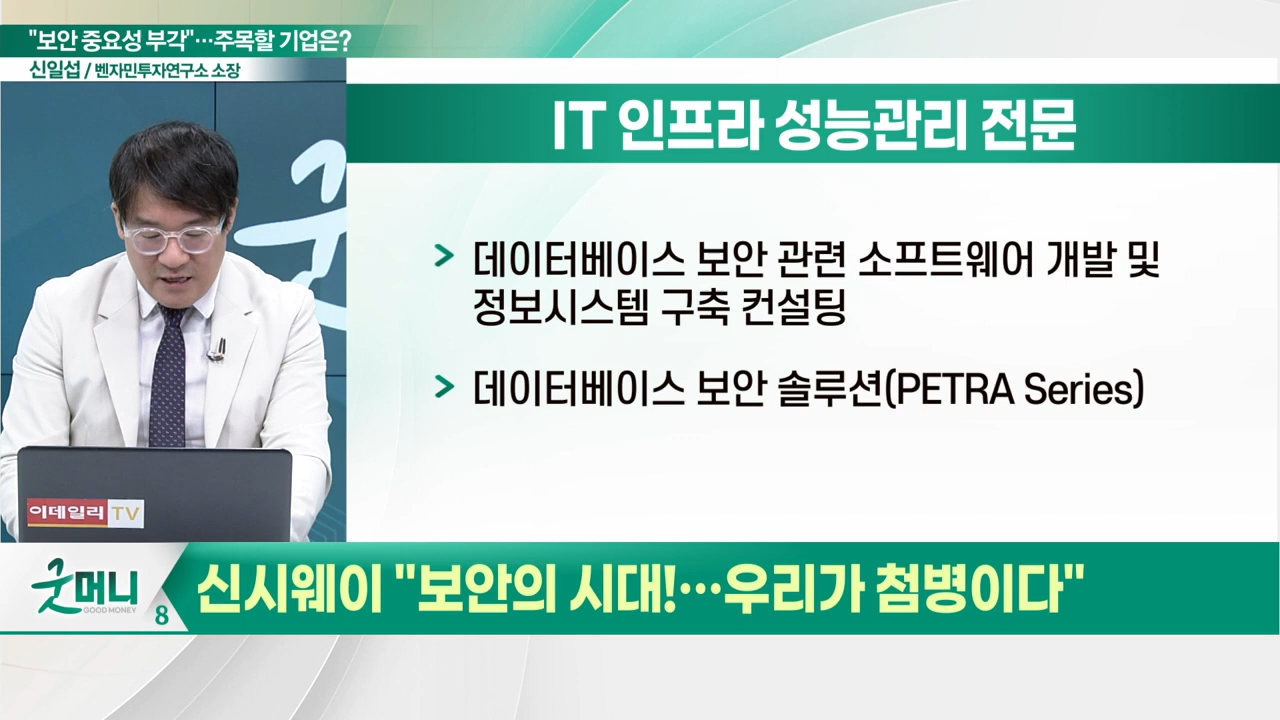 "보안 중요성 부각"…주목할 기업은?
신일섭 / 벤자민투자연구소 소장
IT 인프라 성능관리 전문
> 데이터베이스 보안 관련 소프트웨어 개발 및
정보시스템 구축 컨설팅
> 데이터베이스 보안 솔루션(PETRA Series)
이데일리 TV
굿머니
GOOD MONEY
8
신시웨이 "보안의 시대!…우리가 첨병이다"